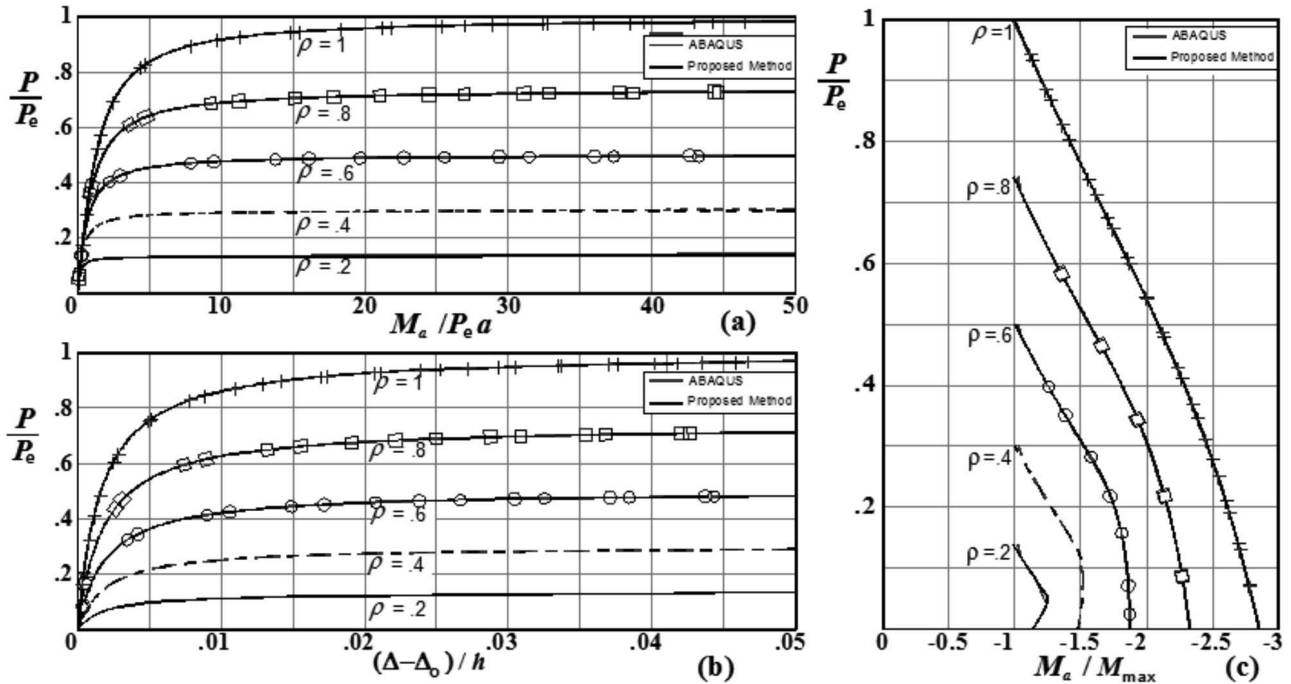 1
.8
.6
.4
.2
P
Pe
ρ = 1
ρ = .8
ρ = .6
ρ = .4
ρ = .2
ABAQUS
Proposed Method
0 10 20 30 40 50
Ma /Pe a
(a)
1
.8
.6
.4
.2
P
Pe
ρ = 1
ρ = .8
ρ = .6
ρ = .4
ρ = .2
ABAQUS
Proposed Method
0 .01 .02 .03 .04 .05
(Δ−Δo)/h
(b)
1
.8
.6
.4
.2
P
Pe
ρ=1
ρ=.8
ρ=.6
ρ=.4
ρ=.2
ABAQUS
Proposed Method
0 -0.5 -1 -1.5 -2 -2.5 -3
Ma / Mmax
(c)